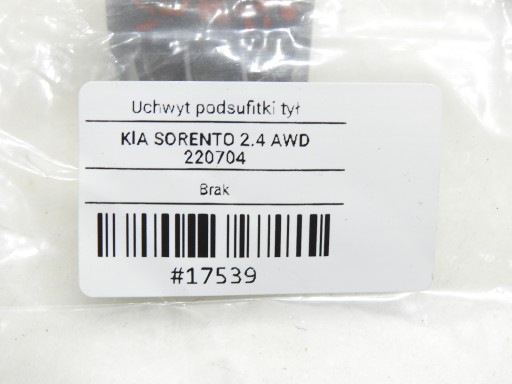 Uchwyt podsufitki tył
KIA SORENTO 2.4 AWD
220704
Brak
#17539